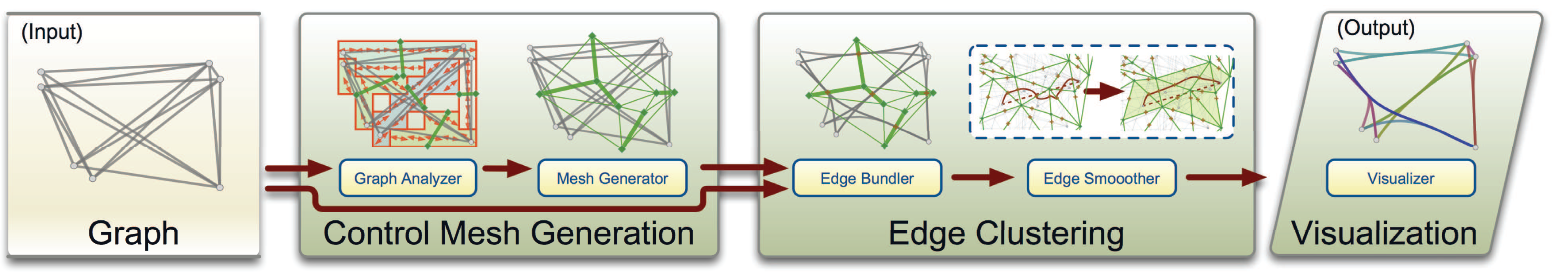 (Input)
Graph
Graph Analyzer
Mesh Generator
Control Mesh Generation
Edge Bundler
Edge Smooother
Edge Clustering
(Output)
Visualizer
Visualization